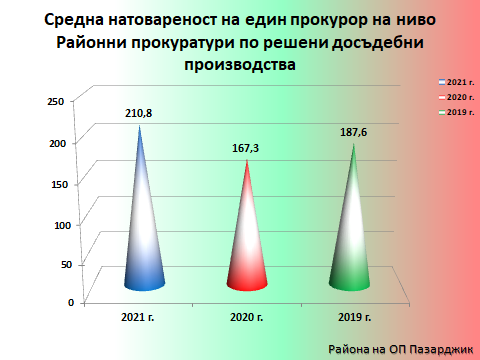 Средна натовареност на един прокурор на ниво
Районни прокуратури по решени досъдебни
производства
2021 г.
2020 г.
2019 г.
250
200
150
100
50
0
210,8
167,3
187,6
2021 г.
2020 г.
2019 г.
Района на ОП Пазарджик